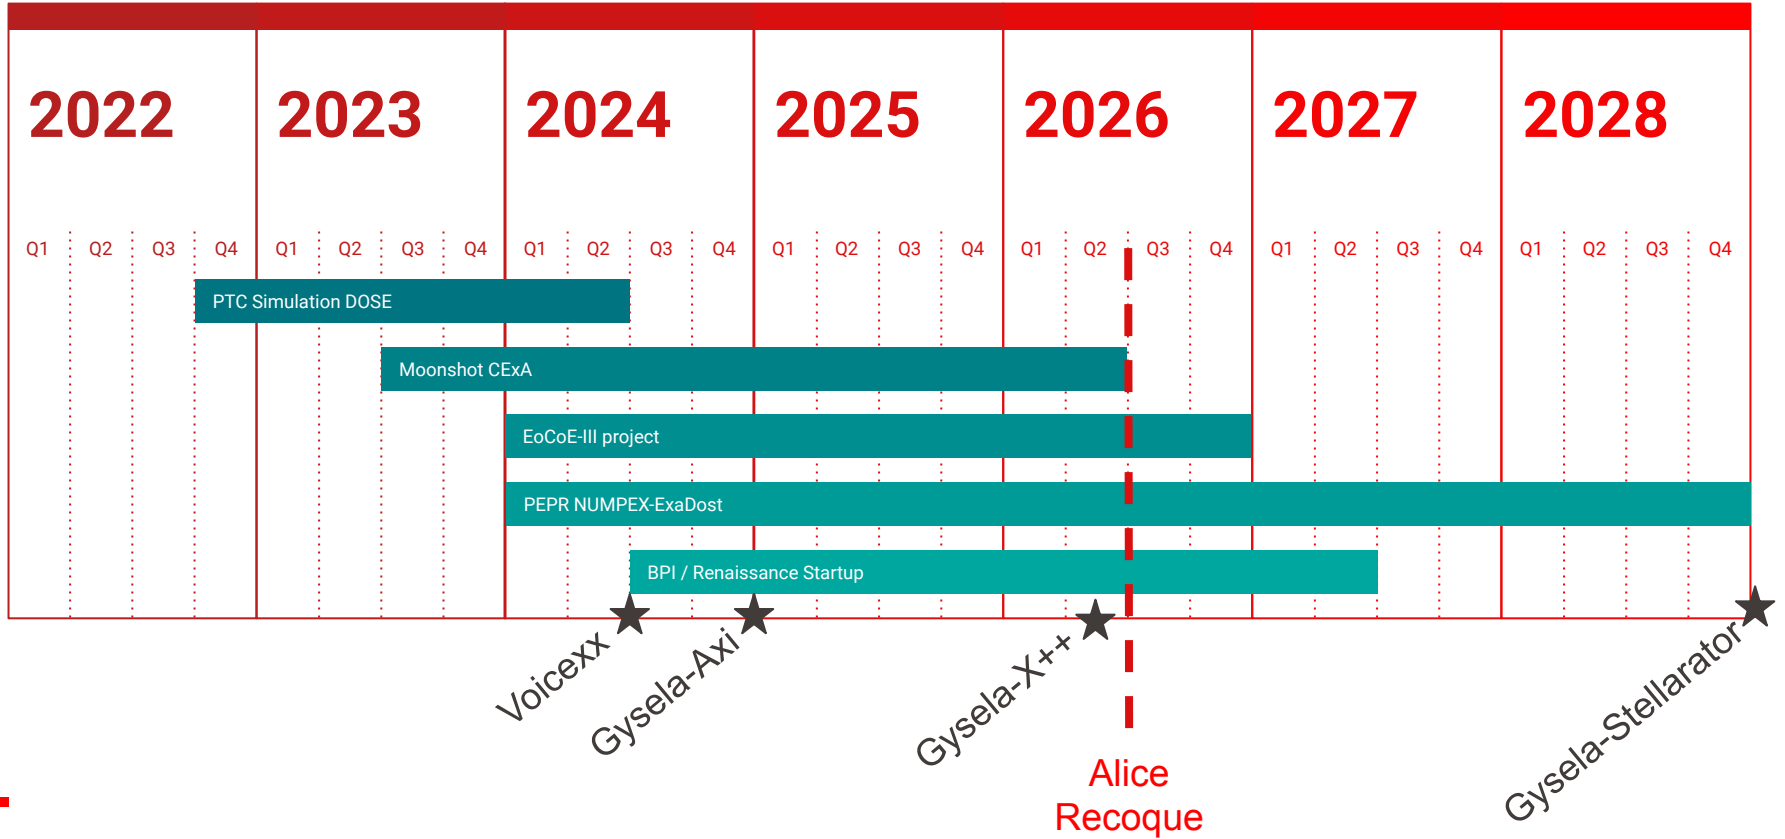 2022 2023 2024 2025 2026 2027 2028
Q1 Q2 Q3 Q4 Q1 Q2 Q3 Q4 Q1 Q2 Q3 Q4 Q1 Q2 Q3 Q4 Q1 Q2 Q3 Q4 Q1 Q2 Q3 Q4 Q1 Q2 Q3 Q4
PTC Simulation DOSE
Moonshot CExA
EoCoE-III project
PEPR NUMPEX-ExaDost
BPI / Renaissance Startup
Voicexx
Gysela-Axi
Gysela-X++
Gysela-Stellarator
Alice
Recoque